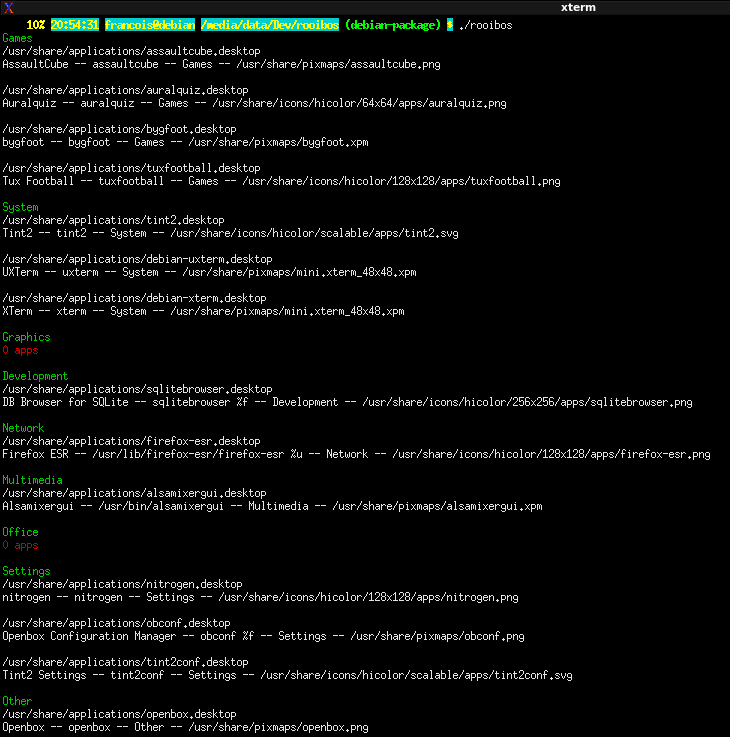 xterm
10% 20:54:31 francois@debian /media/data/Dev/rooibos (debian-package) $ ./rooibos
Games
/usr/share/applications/assaultcube.desktop
AssaultCube -- assaultcube -- Games -- /usr/share/pixmaps/assaultcube.png
/usr/share/applications/auralquiz.desktop
Auralquiz -- auralquiz -- Games -- /usr/share/icons/hicolor/64x64/apps/auralquiz.png
/usr/share/applications/bygfoot.desktop
bygfoot -- bygfoot -- Games -- /usr/share/pixmaps/bygfoot.xpm
/usr/share/applications/tuxfootball.desktop
Tux Football -- tuxfootball -- Games -- /usr/share/icons/hicolor/128x128/apps/tuxfootball.png
System
/usr/share/applications/tint2.desktop
Tint2 -- tint2 -- System -- /usr/share/icons/hicolor/scalable/apps/tint2.svg
/usr/share/applications/debian-uxterm.desktop
UXTerm -- uxterm -- System -- /usr/share/pixmaps/mini.xterm_48x48.xpm
/usr/share/applications/debian-xterm.desktop
XTerm -- xterm -- System -- /usr/share/pixmaps/mini.xterm_48x48.xpm
Graphics
0 apps
Development
/usr/share/applications/sqlitebrowser.desktop
DB Browser for SQLite -- sqlitebrowser %f -- Development -- /usr/share/icons/hicolor/256x256/apps/sqlitebrowser.png
Network
/usr/share/applications/firefox-esr.desktop
Firefox ESR -- /usr/lib/firefox-esr/firefox-esr %u -- Network -- /usr/share/icons/hicolor/128x128/apps/firefox-esr.png
Multimedia
/usr/share/applications/alsamixergui.desktop
Alsamixergui -- /usr/bin/alsamixergui -- Multimedia -- /usr/share/pixmaps/alsamixergui.xpm
Office
0 apps
Settings
/usr/share/applications/nitrogen.desktop
nitrogen -- nitrogen -- Settings -- /usr/share/icons/hicolor/128x128/apps/nitrogen.png
/usr/share/applications/obconf.desktop
Openbox Configuration Manager -- obconf %f -- Settings -- /usr/share/pixmaps/obconf.png
/usr/share/applications/tint2conf.desktop
Tint2 Settings -- tint2conf -- Settings -- /usr/share/icons/hicolor/scalable/apps/tint2conf.svg
Other
/usr/share/applications/openbox.desktop
Openbox -- openbox -- Other -- /usr/share/pixmaps/openbox.png